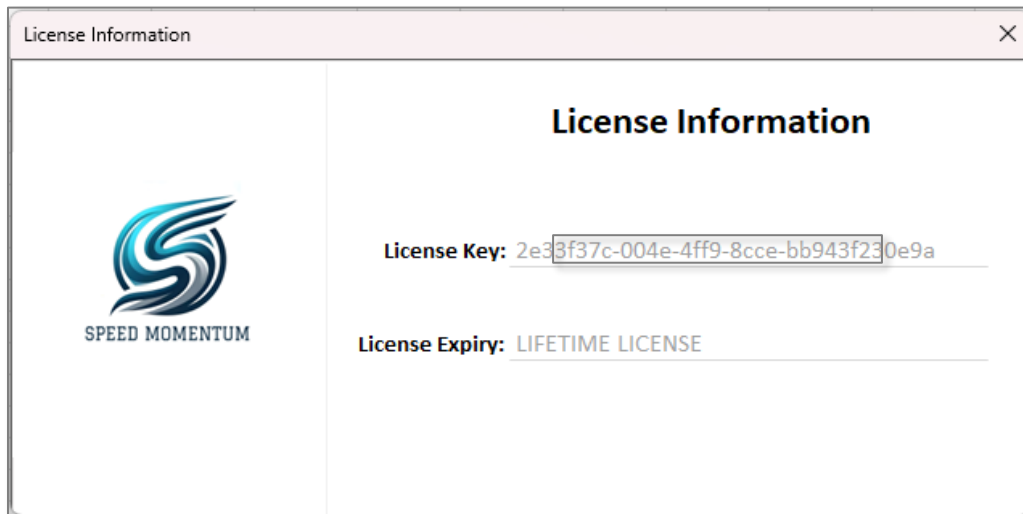 License Information
License Information
License Key: 2e33f37c-004e-4ff9-8cce-bb943f230e9a
SPEED MOMENTUM
License Expiry: LIFETIME LICENSE